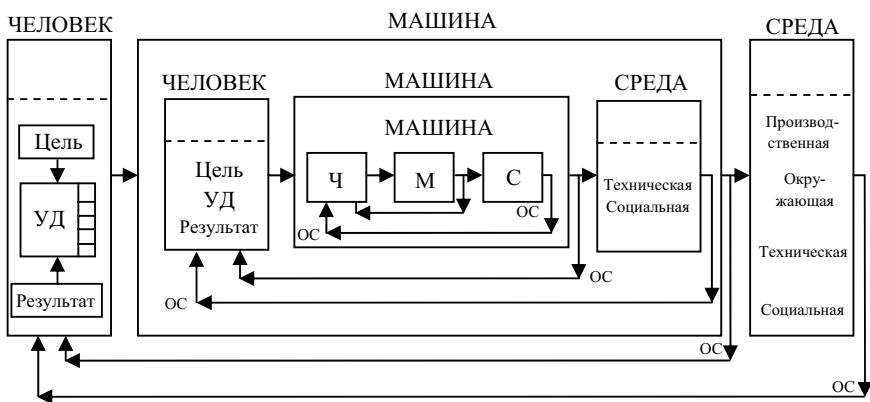 ЧЕЛОВЕК
МАШИНА
СРЕДА
ЧЕЛОВЕК
МАШИНА
СРЕДА
МАШИНА
Цель
УД
Результат
Цель
УД
Результат
Ч
М
С
ОС
ОС
Техническая
Социальная
Производ-
ственная
Окру-
жающая
Техническая
Социальная
ОС
ОС
ОС
ОС